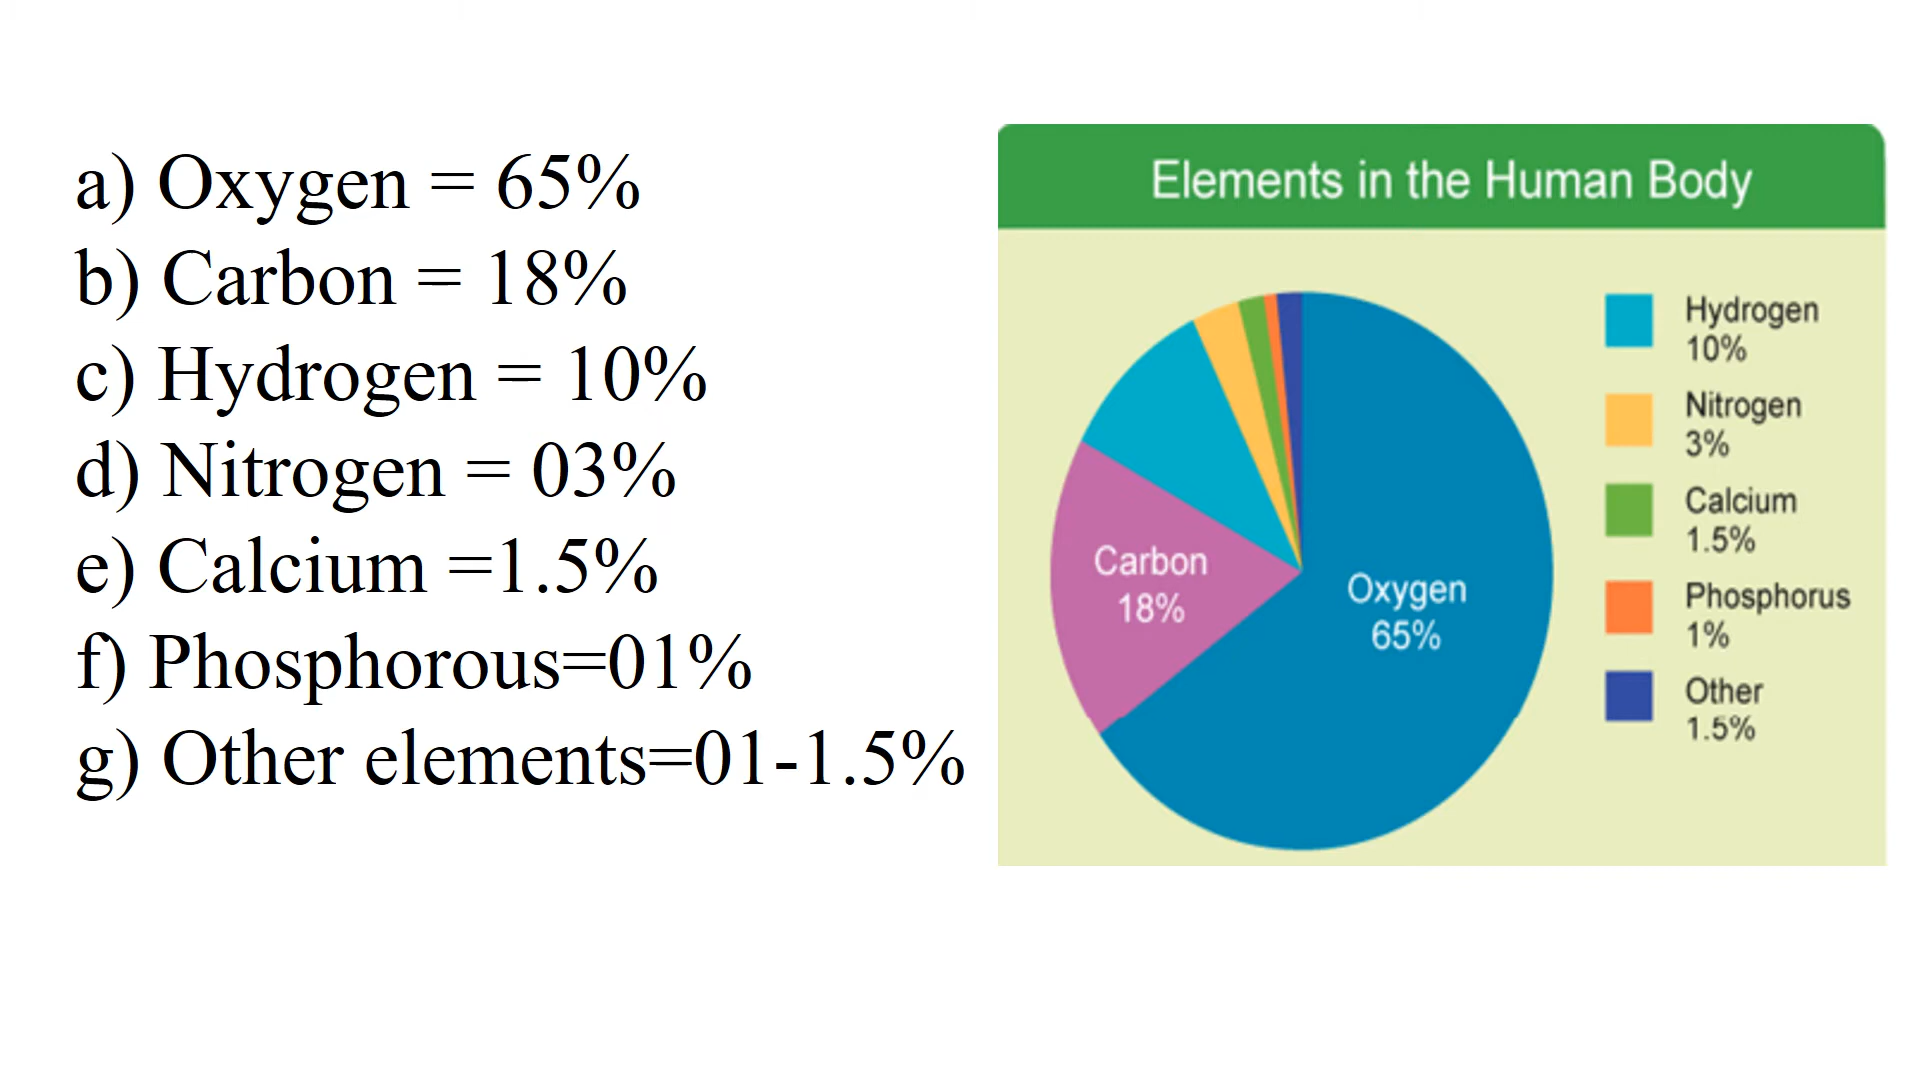 a) Oxygen = 65%
b) Carbon = 18%
c) Hydrogen = 10%
d) Nitrogen = 03%
e) Calcium =1.5%
f) Phosphorous=01%
g) Other elements=01-1.5%
Elements in the Human Body
Carbon
18%
Oxygen
65%
Hydrogen
10%
Nitrogen
3%
Calcium
1.5%
Phosphorus
1%
Other
1.5%